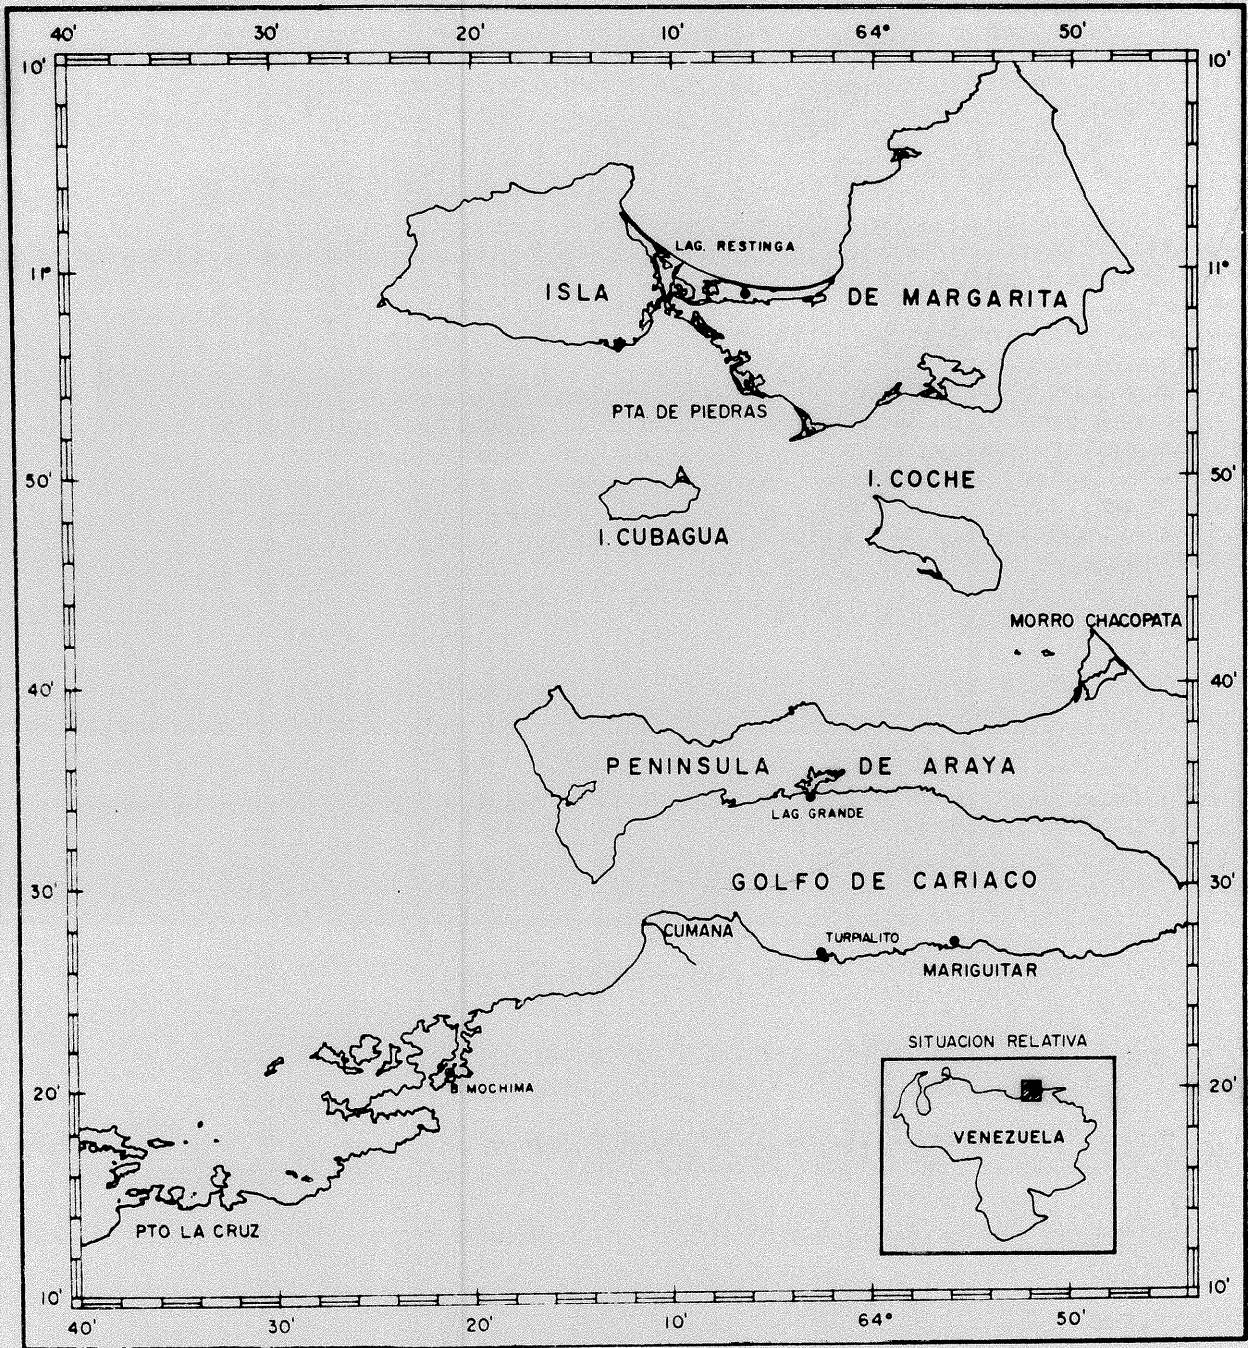 40' 30' 20' 10' 64° 50'
10' 10'
LAG. RESTINGA
11° 11°
ISLA DE MARGARITA
PTA. DE PIEDRAS
50' 50'
I. COCHE
I. CUBAGUA
MORRO CHACOPATA
40' 40'
PENINSULA DE ARAYA
LAG. GRANDE
30' 30'
GOLFO DE CARIACO
CUMANA
TURPIALITO
MARIGUITAR
SITUACION RELATIVA
20' 20'
B. MOCHIMA
VENEZUELA
PTO LA CRUZ
10' 10'
40' 30' 20' 10' 64° 50'